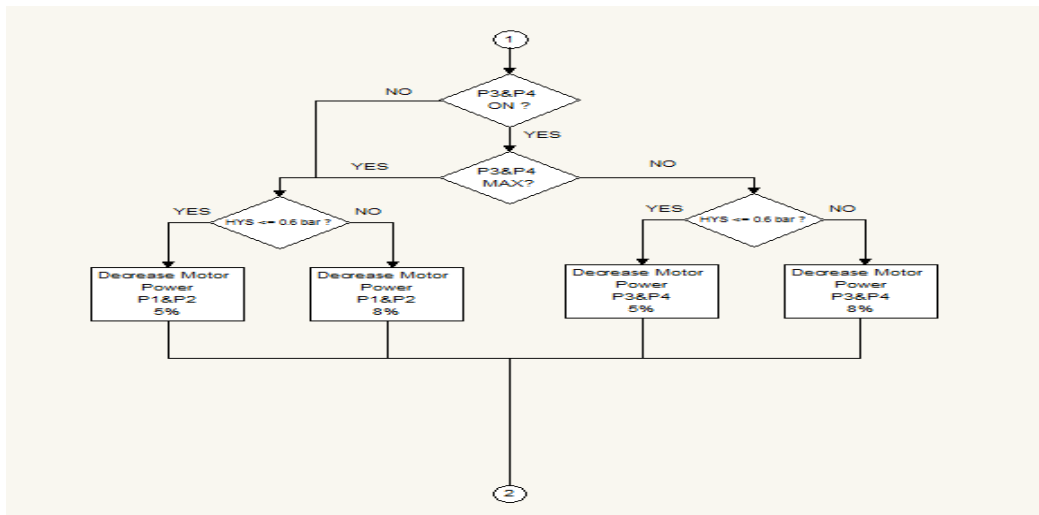 1
P3&P4
ON ?
NO
YES
P3&P4
MAX?
YES
NO
HYS <= 0.6 bar ?
YES
NO
HYS <= 0.6 bar ?
YES
NO
Decrease Motor
Power
P1&P2
5%
Decrease Motor
Power
P1&P2
8%
Decrease Motor
Power
P3&P4
5%
Decrease Motor
Power
P3&P4
8%
2